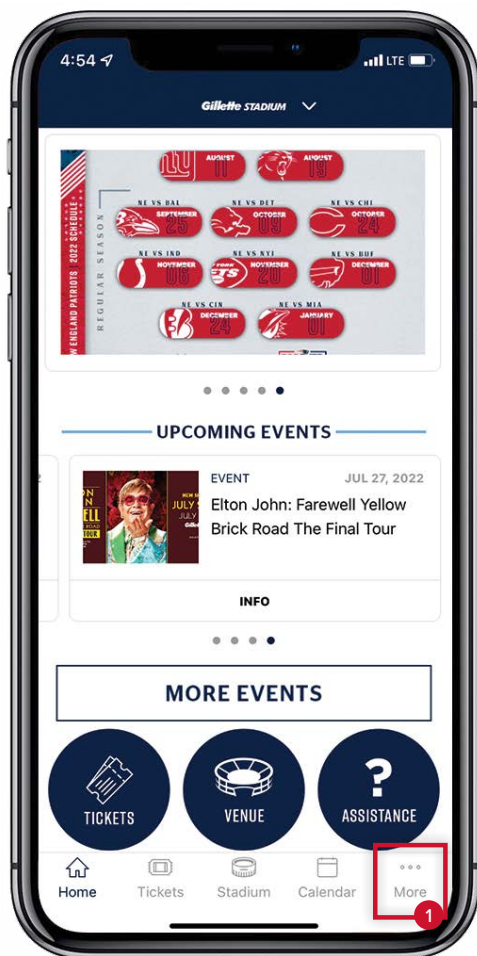 4:54
LTE
Gillette STADIUM
NEW ENGLAND PATRIOTS | 2022 SCHEDULE
REGULAR SEASON
AUGUST
11
AUGUST
19
NE VS DAL
NE VS DET
NE VS CHI
SEPTEMBER
25
OCTOBER
09
OCTOBER
24
NE VS IND
NE VS NYJ
NE VS BUF
NOVEMBER
06
NOVEMBER
20
DECEMBER
01
NE VS CIN
NE VS MIA
DECEMBER
24
JANUARY
01
UPCOMING EVENTS
EVENT
JUL 27, 2022
Elton John: Farewell Yellow
Brick Road The Final Tour
INFO
MORE EVENTS
TICKETS
VENUE
?
ASSISTANCE
Home
Tickets
Stadium
Calendar
More
1